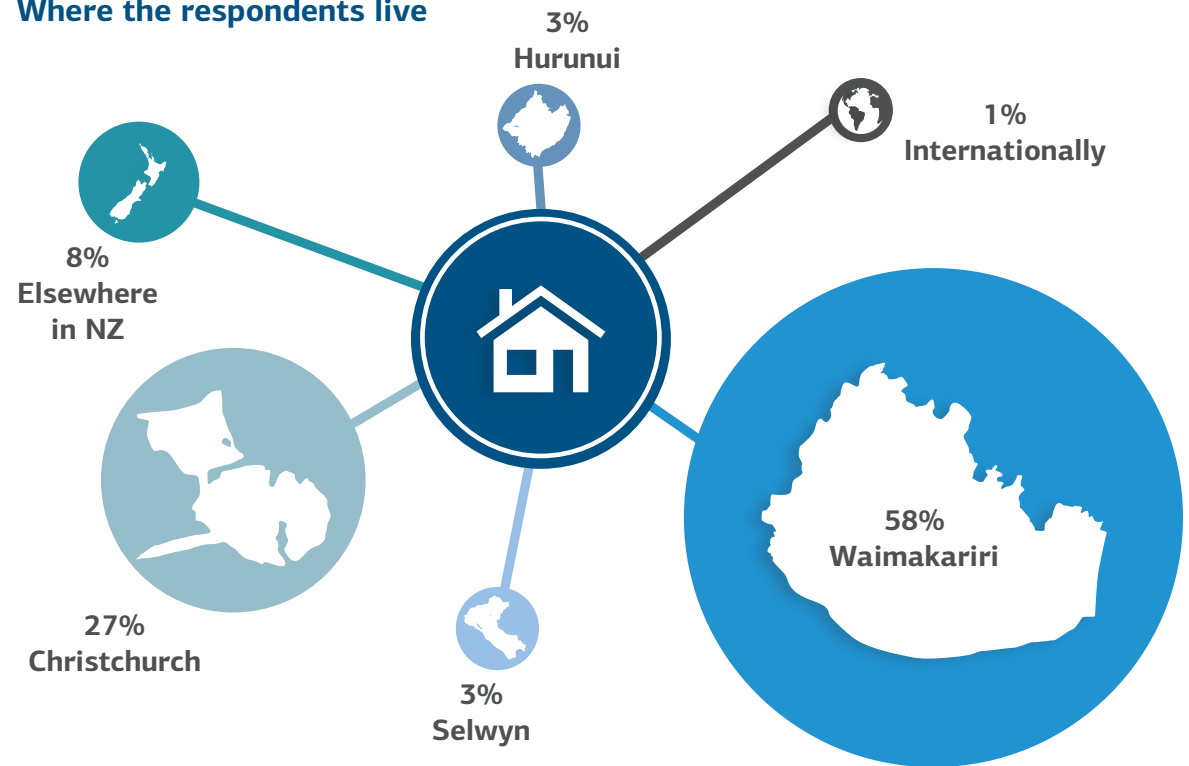 Where the respondents live
3%
Hurunui
1%
Internationally
8%
Elsewhere
in NZ
58%
Waimakariri
27%
Christchurch
3%
Selwyn